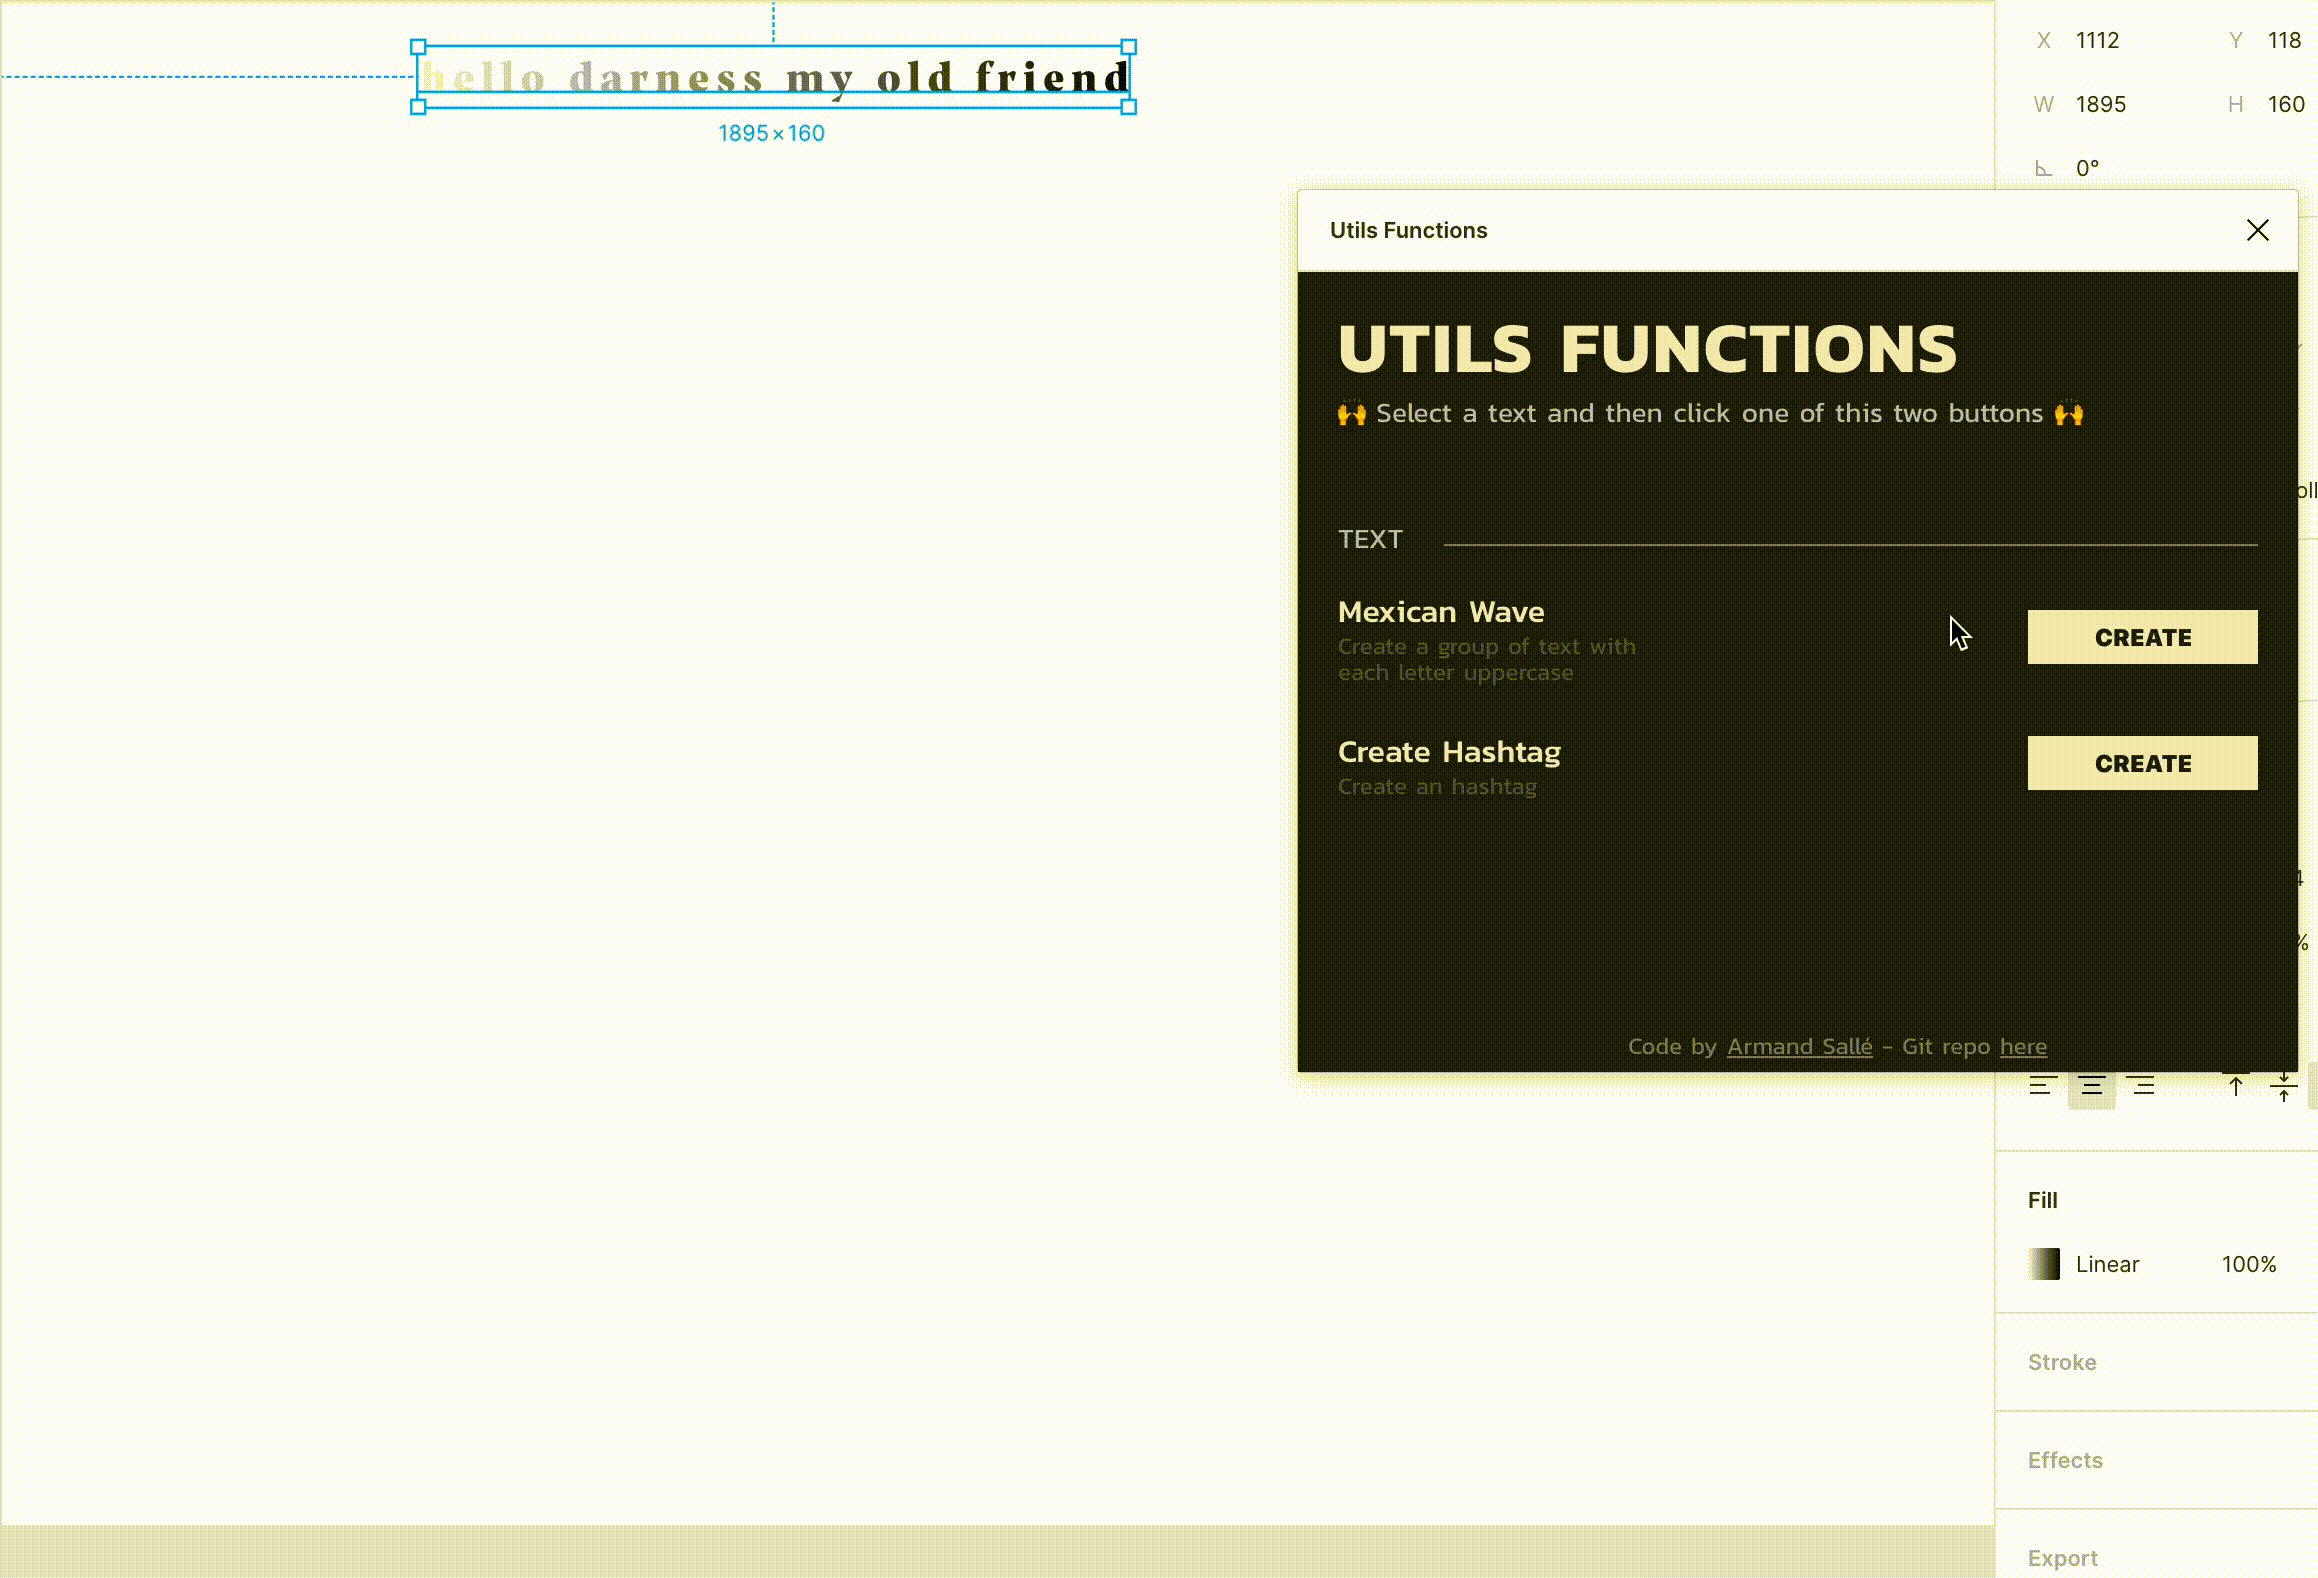 hello darness my old friend
1895×160
X 1112 Y 118
W 1895 H 160
0°
Utils Functions
UTILS FUNCTIONS
🙌 Select a text and then click one of this two buttons 🙌
TEXT
Mexican Wave
Create a group of text with
each letter uppercase
CREATE
Create Hashtag
Create an hashtag
CREATE
Code by Armand Sallé - Git repo here
Fill
Linear 100%
Stroke
Effects
Export